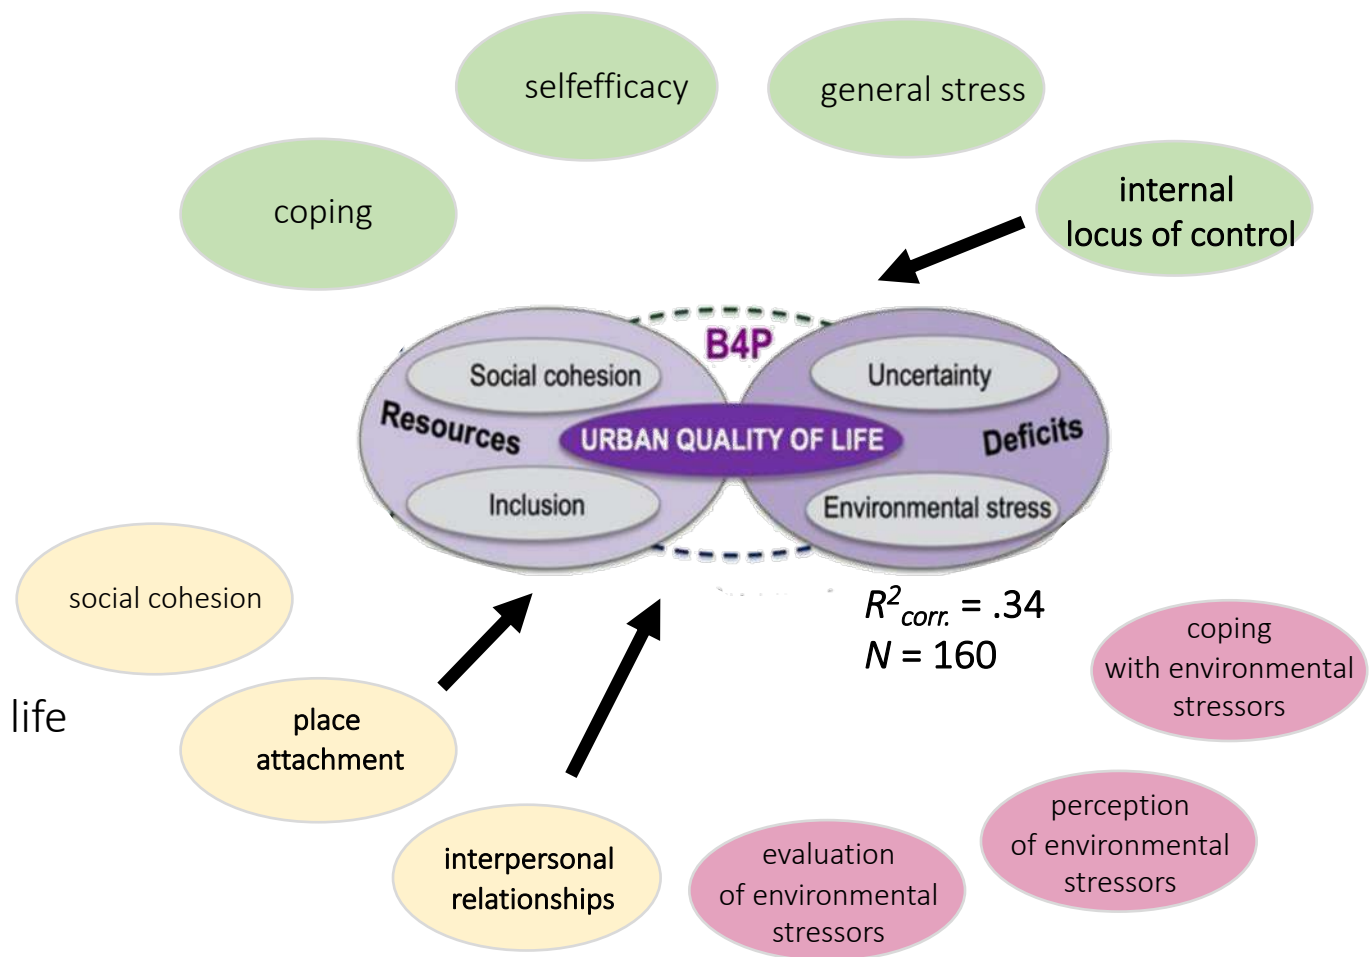 selfefficacy
general stress
coping
internal
locus of control
B4P
Social cohesion
Uncertainty
Resources
URBAN QUALITY OF LIFE
Deficits
Inclusion
Environmental stress
social cohesion
R²corr. = .34
N = 160
coping
with environmental
stressors
life
place
attachment
interpersonal
relationships
evaluation
of environmental
stressors
perception
of environmental
stressors